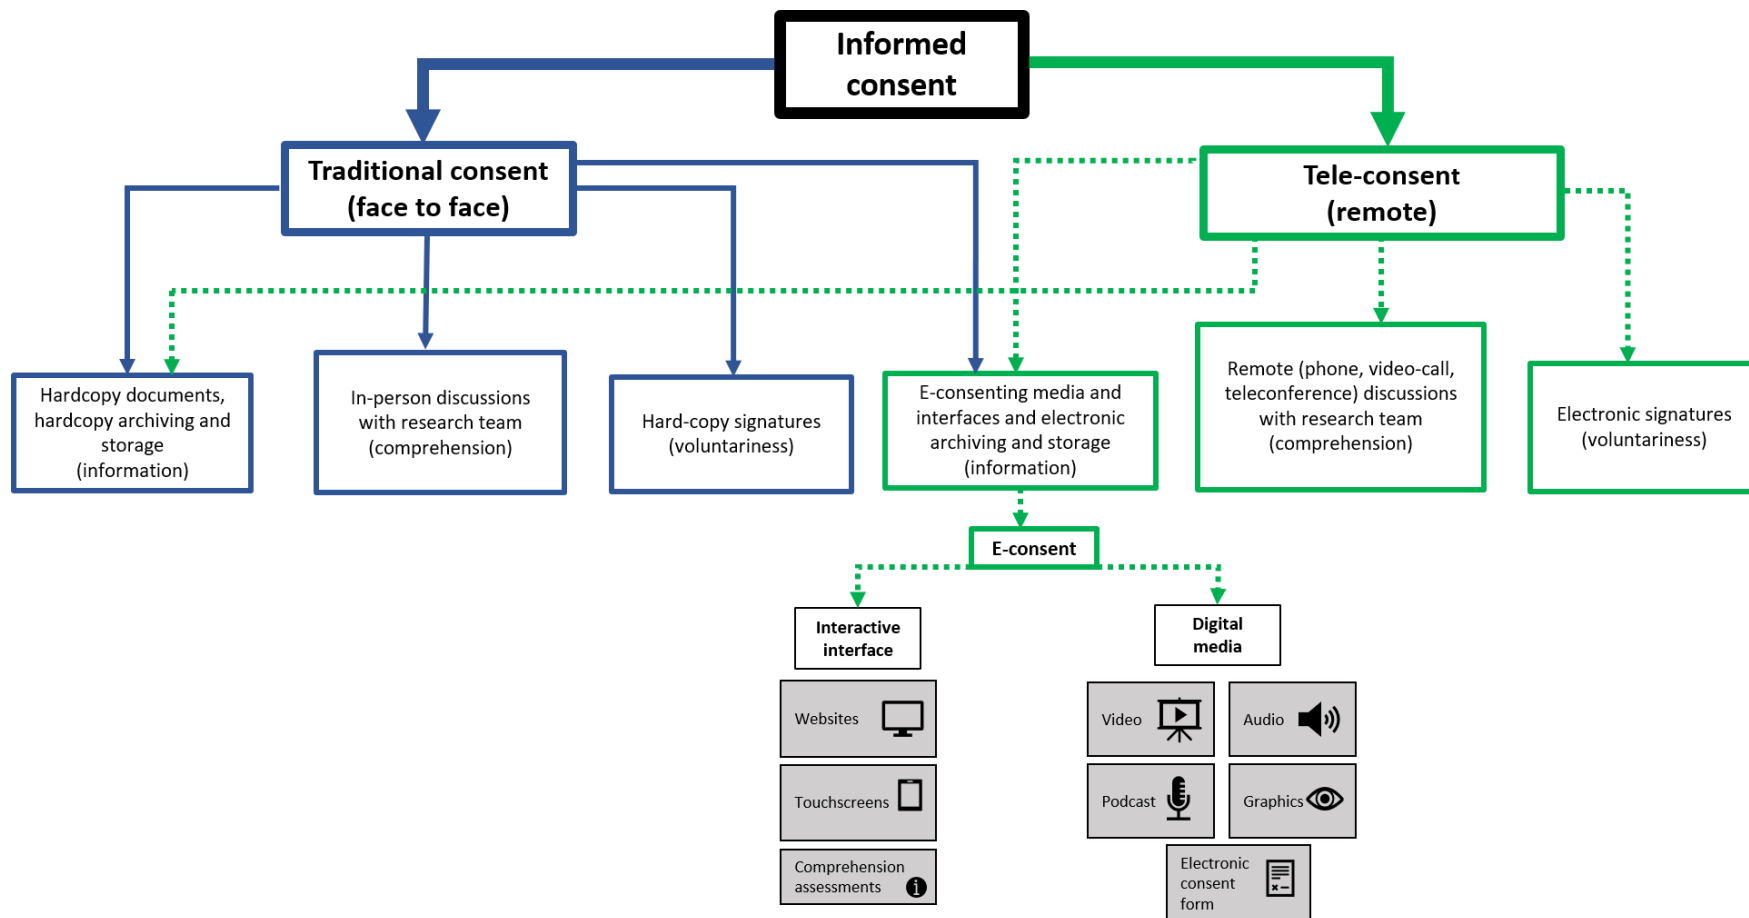 Informed
consent
Traditional consent
(face to face)
Tele-consent
(remote)
Hardcopy documents,
hardcopy archiving and
storage
(information)
In-person discussions
with research team
(comprehension)
Hard-copy signatures
(voluntariness)
E-consenting media and
interfaces and electronic
archiving and storage
(information)
Remote (phone, video-call,
teleconference) discussions
with research team
(comprehension)
Electronic signatures
(voluntariness)
E-consent
Interactive
interface
Digital
media
Websites
Touchscreens
Comprehension
assessments
Video
Audio
Podcast
Graphics
Electronic
consent
form